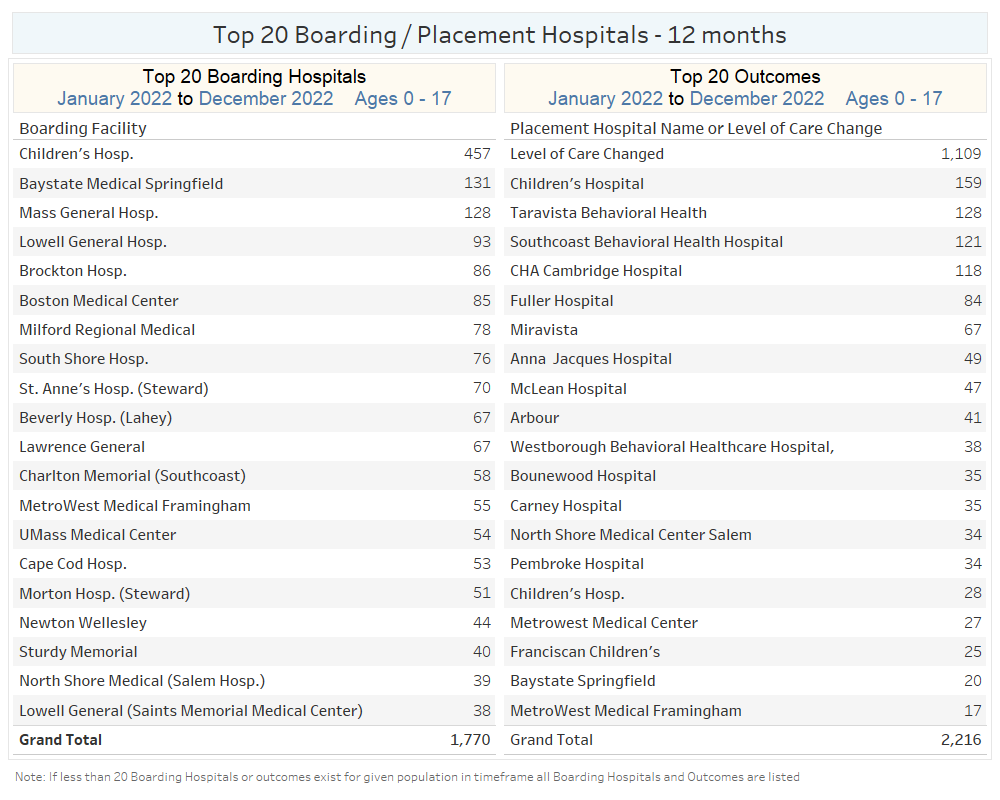 Top 20 Boarding / Placement Hospitals - 12 months
Top 20 Boarding Hospitals
January 2022 to December 2022 Ages 0 - 17
Boarding Facility
Children's Hosp. 457
Baystate Medical Springfield 131
Mass General Hosp. 128
Lowell General Hosp. 93
Brockton Hosp. 86
Boston Medical Center 85
Milford Regional Medical 78
South Shore Hosp. 76
St. Anne's Hosp. (Steward) 70
Beverly Hosp. (Lahey) 67
Lawrence General 67
Charlton Memorial (Southcoast) 58
MetroWest Medical Framingham 55
UMass Medical Center 54
Cape Cod Hosp. 53
Morton Hosp. (Steward) 51
Newton Wellesley 44
Sturdy Memorial 40
North Shore Medical (Salem Hosp.) 39
Lowell General (Saints Memorial Medical Center) 38
Grand Total 1,770
Top 20 Outcomes
January 2022 to December 2022 Ages 0 - 17
Placement Hospital Name or Level of Care Change
Level of Care Changed 1,109
Children's Hospital 159
Taravista Behavioral Health 128
Southcoast Behavioral Health Hospital 121
CHA Cambridge Hospital 118
Fuller Hospital 84
Miravista 67
Anna  Jacques Hospital 49
McLean Hospital 47
Arbour 41
Westborough Behavioral Healthcare Hospital, 38
Bounewood Hospital 35
Carney Hospital 35
North Shore Medical Center Salem 34
Pembroke Hospital 34
Children's Hosp. 28
Metrowest Medical Center 27
Franciscan Children's 25
Baystate Springfield 20
MetroWest Medical Framingham 17
Grand Total 2,216
Note: If less than 20 Boarding Hospitals or outcomes exist for given population in timeframe all Boarding Hospitals and Outcomes are listed